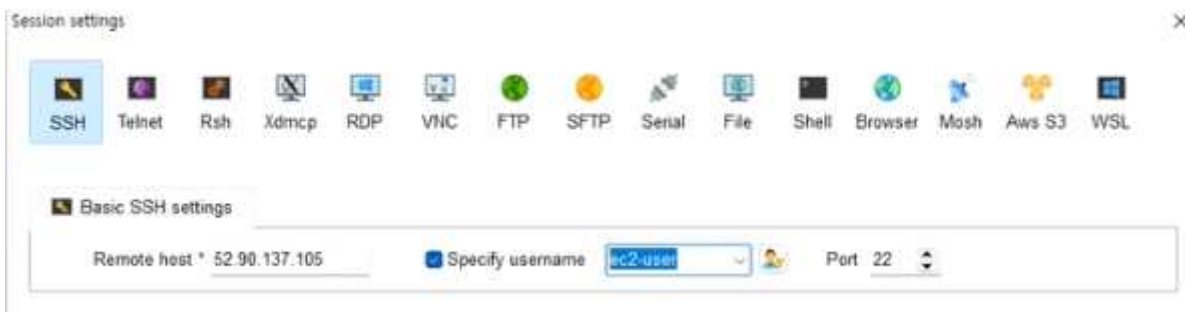 Session settings
SSH Telnet Rsh Xdmcp RDP VNC FTP SFTP Serial File Shell Browser Mosh Aws S3 WSL
Basic SSH settings
Remote host * 52.90.137.105 Specify username ec2-user Port 22